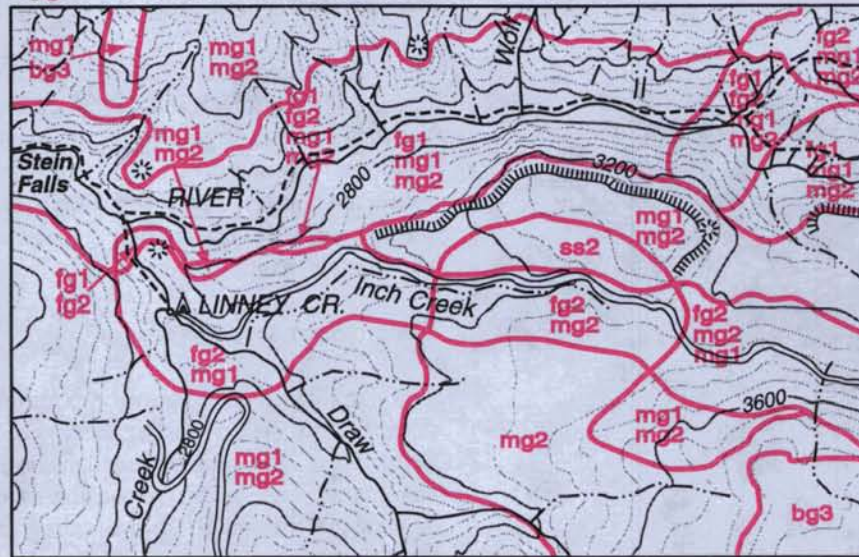 mg1
bg3
mg1
mg2
Wolf
fg2
mg1
mg2
fg1
fg2
mg1
mg2
mg1
mg2
fg1
mg1
mg2
Stein
Falls
RIVER
2800
3200
mg1
mg2
ss2
fg1
fg2
LINNEY CR.
Inch Creek
fg2
mg2
fg2
mg2
mg1
fg2
mg1
Draw
2800
Creek
mg1
mg2
mg2
mg1
mg2
3600
bg3